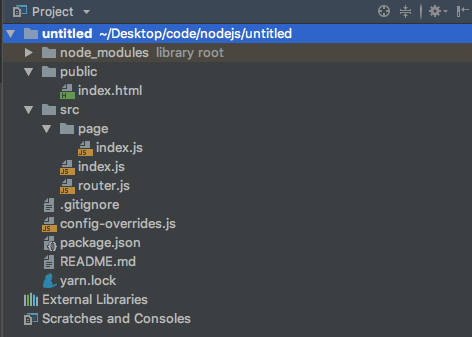 Project
untitled ~/Desktop/code/nodejs/untitled
node_modules library root
public
index.html
src
page
index.js
index.js
router.js
.gitignore
config-overrides.js
package.json
README.md
yarn.lock
External Libraries
Scratches and Consoles